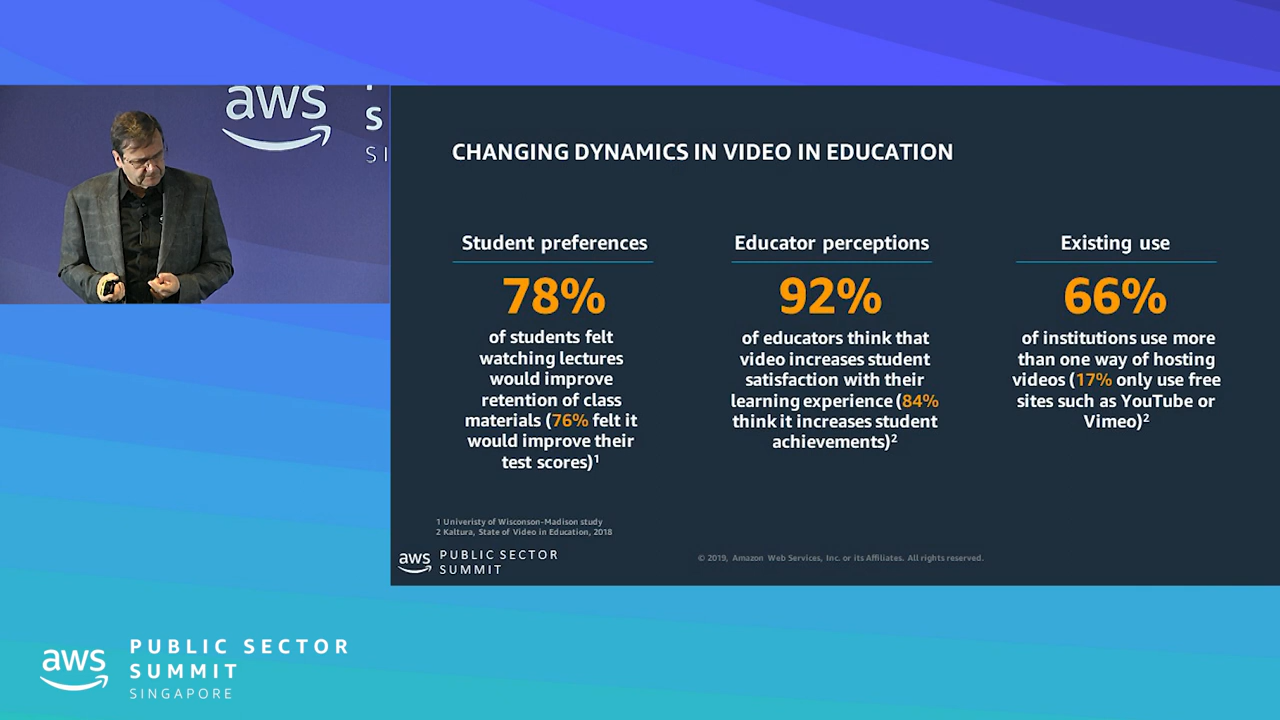 aws
S
SI
CHANGING DYNAMICS IN VIDEO IN EDUCATION
Student preferences
78%
of students felt
watching lectures
would improve
retention of class
materials (76% felt it
would improve their
test scores)¹
Educator perceptions
92%
of educators think that
video increases student
satisfaction with their
learning experience (84%
think it increases student
achievements)²
Existing use
66%
of institutions use more
than one way of hosting
videos (17% only use free
sites such as YouTube or
Vimeo)²
1 Univeristy of Wisconson-Madison study
2 Kaltura, State of Video in Education, 2018
aws PUBLIC SECTOR
SUMMIT
© 2019, Amazon Web Services, Inc. or its Affiliates. All rights reserved.
aws PUBLIC SECTOR
SUMMIT
SINGAPORE